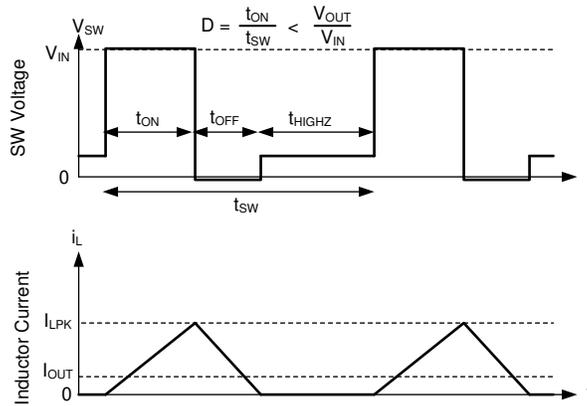 D = tON / tSW < VOUT / VIN
VSW
VIN
SW Voltage
tON
tOFF
tHIGHZ
0
tSW
iL
Inductor Current
ILPK
IOUT
0